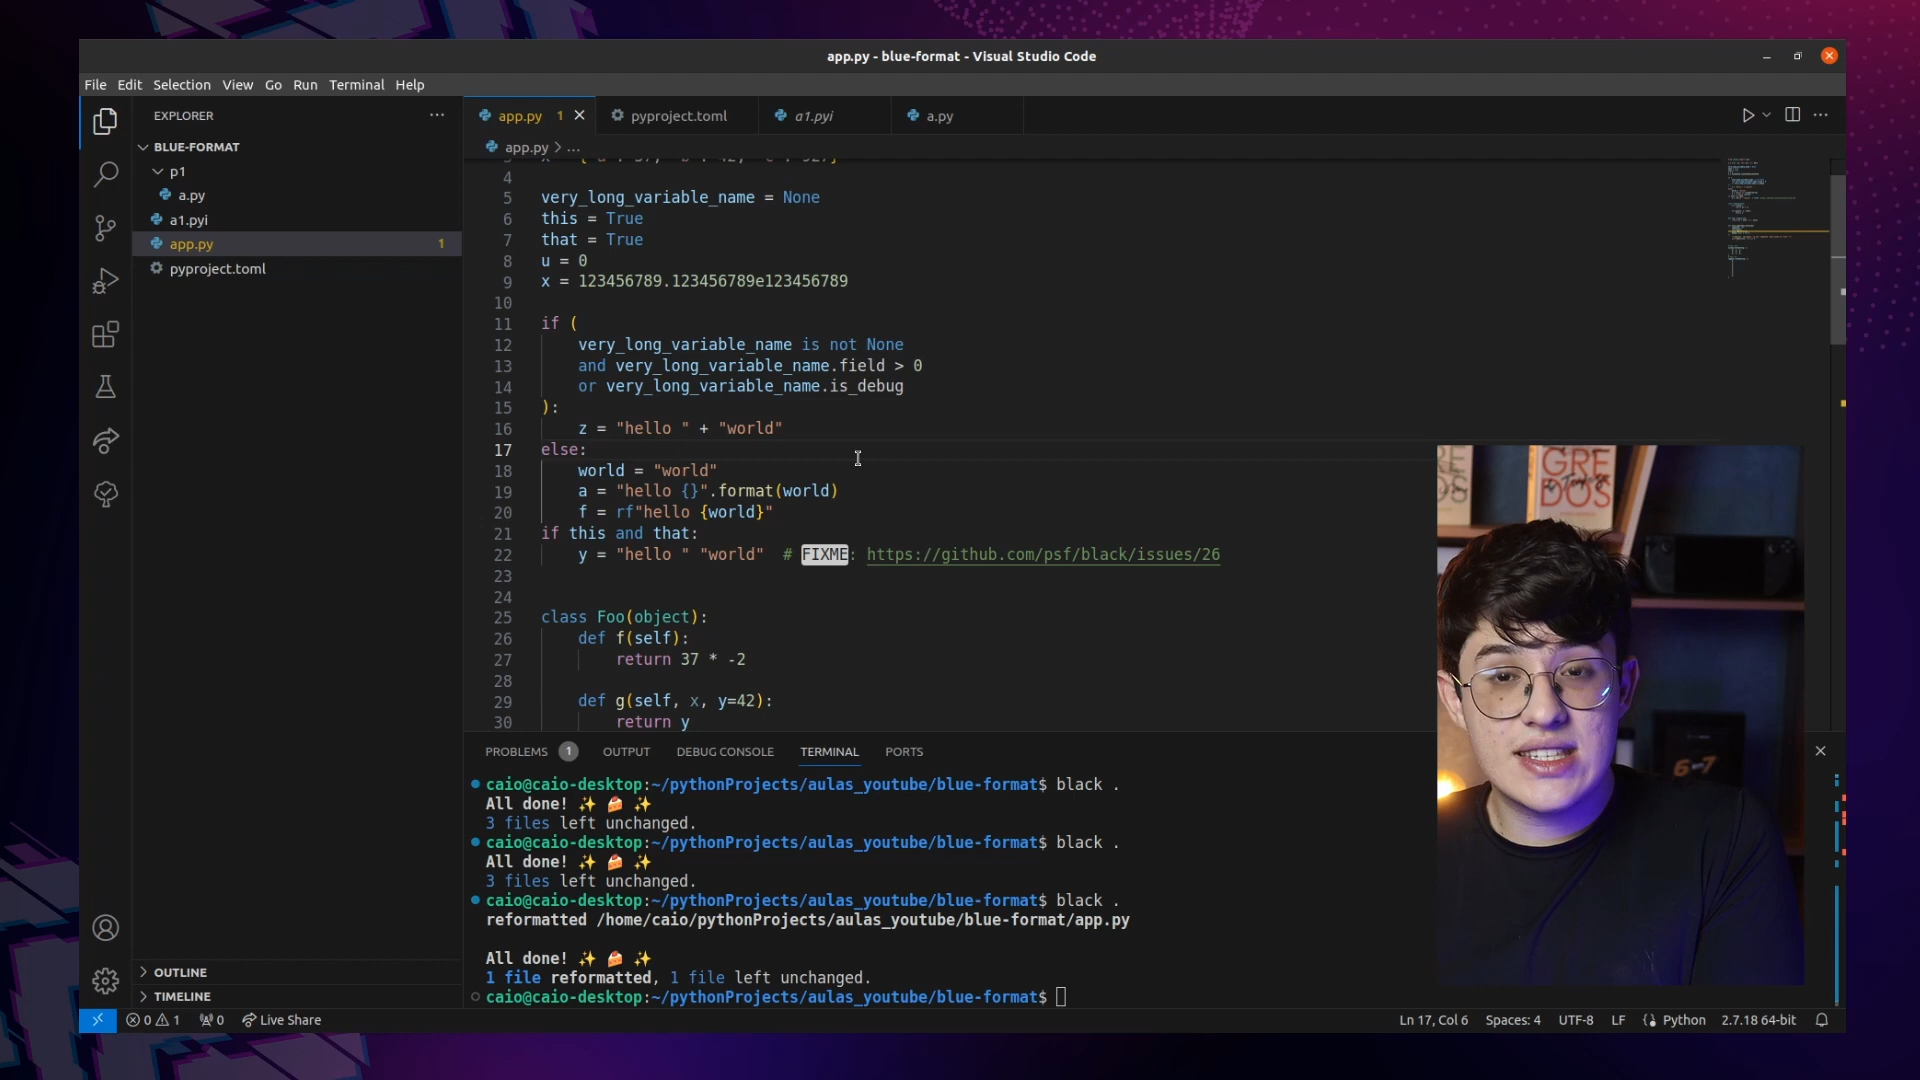 app.py - blue-format - Visual Studio Code
File Edit Selection View Go Run Terminal Help
EXPLORER
app.py 1
pyproject.toml
a1.pyi
a.py
BLUE-FORMAT
p1
a.py
a1.pyi
app.py 1
pyproject.toml
app.py > ...
4
5 very_long_variable_name = None
6 this = True
7 that = True
8 u = 0
9 x = 123456789.123456789e123456789
10
11 if (
12 very_long_variable_name is not None
13 and very_long_variable_name.field > 0
14 or very_long_variable_name.is_debug
15 ):
16 z = "hello " + "world"
17 else:
18 world = "world"
19 a = "hello {}".format(world)
20 f = rf"hello {world}"
21 if this and that:
22 y = "hello " "world"  # FIXME: https://github.com/psf/black/issues/26
23
24
25 class Foo(object):
26 def f(self):
27 return 37 * -2
28
29 def g(self, x, y=42):
30 return y
PROBLEMS 1 OUTPUT DEBUG CONSOLE TERMINAL PORTS
caio@caio-desktop:~/pythonProjects/aulas_youtube/blue-format$ black .
All done! ✨ 🍰 ✨
3 files left unchanged.
caio@caio-desktop:~/pythonProjects/aulas_youtube/blue-format$ black .
All done! ✨ 🍰 ✨
3 files left unchanged.
caio@caio-desktop:~/pythonProjects/aulas_youtube/blue-format$ black .
reformatted /home/caio/pythonProjects/aulas_youtube/blue-format/app.py
All done! ✨ 🍰 ✨
1 file reformatted, 1 file left unchanged.
caio@caio-desktop:~/pythonProjects/aulas_youtube/blue-format$
OUTLINE
TIMELINE
0 1 0 Live Share
Ln 17, Col 6 Spaces: 4 UTF-8 LF Python 2.7.18 64-bit
GRE
DOS
6-7